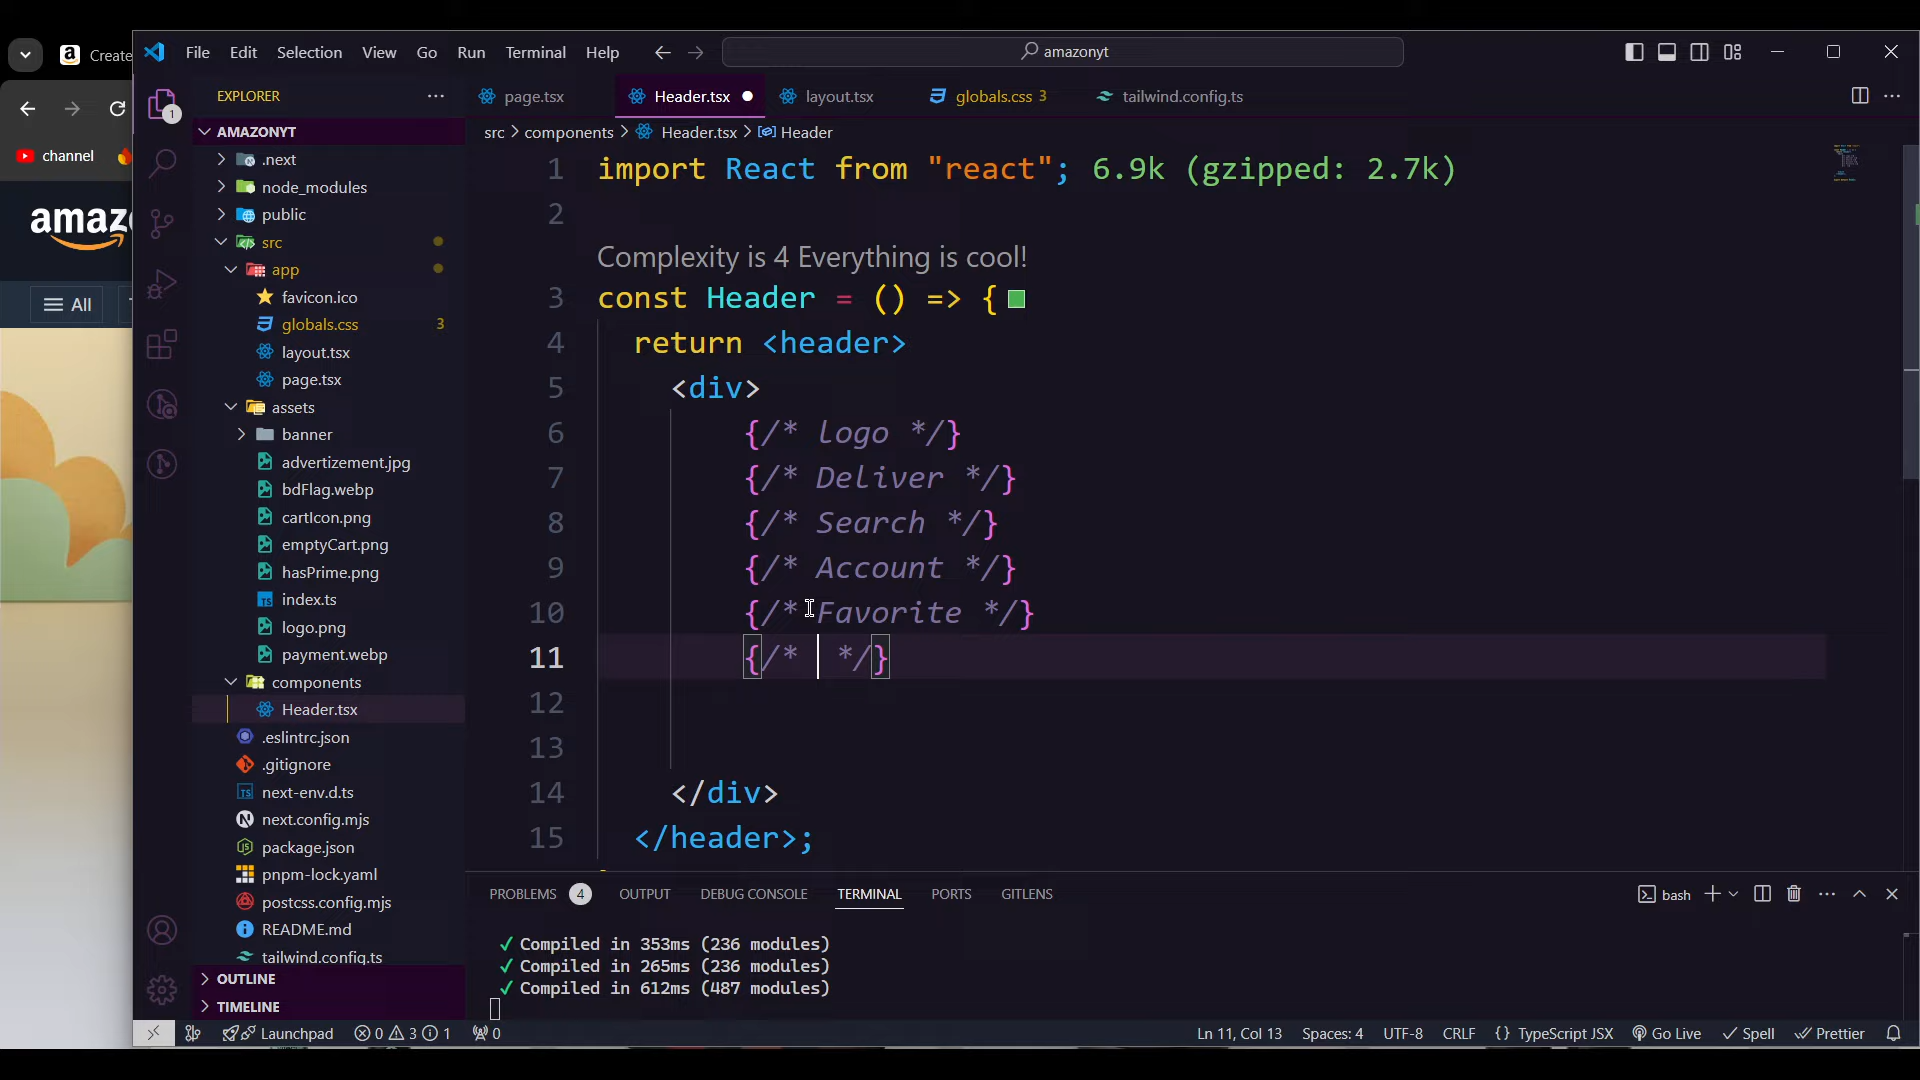 Create
File Edit Selection View Go Run Terminal Help
amazonyt
EXPLORER
page.tsx
Header.tsx
layout.tsx
globals.css 3
tailwind.config.ts
src > components > Header.tsx > Header
1
channel
amazo
All
AMAZONYT
.next
node_modules
public
src
app
favicon.ico
globals.css 3
layout.tsx
page.tsx
assets
banner
advertizement.jpg
bdFlag.webp
cartIcon.png
emptyCart.png
hasPrime.png
index.ts
logo.png
payment.webp
components
Header.tsx
.eslintrc.json
.gitignore
next-env.d.ts
next.config.mjs
package.json
pnpm-lock.yaml
postcss.config.mjs
README.md
tailwind.config.ts
OUTLINE
TIMELINE
1 import React from "react"; 6.9k (gzipped: 2.7k)
2
Complexity is 4 Everything is cool!
3 const Header = () => {
4 return <header>
5 <div>
6 {/* logo */}
7 {/* Deliver */}
8 {/* Search */}
9 {/* Account */}
10 {/* Favorite */}
11 {/*  */}
12
13
14 </div>
15 </header>;
PROBLEMS 4 OUTPUT DEBUG CONSOLE TERMINAL PORTS GITLENS
bash
✓ Compiled in 353ms (236 modules)
✓ Compiled in 265ms (236 modules)
✓ Compiled in 612ms (487 modules)
Launchpad 0 3 1 0 Ln 11, Col 13 Spaces: 4 UTF-8 CRLF {} TypeScript JSX Go Live Spell Prettier